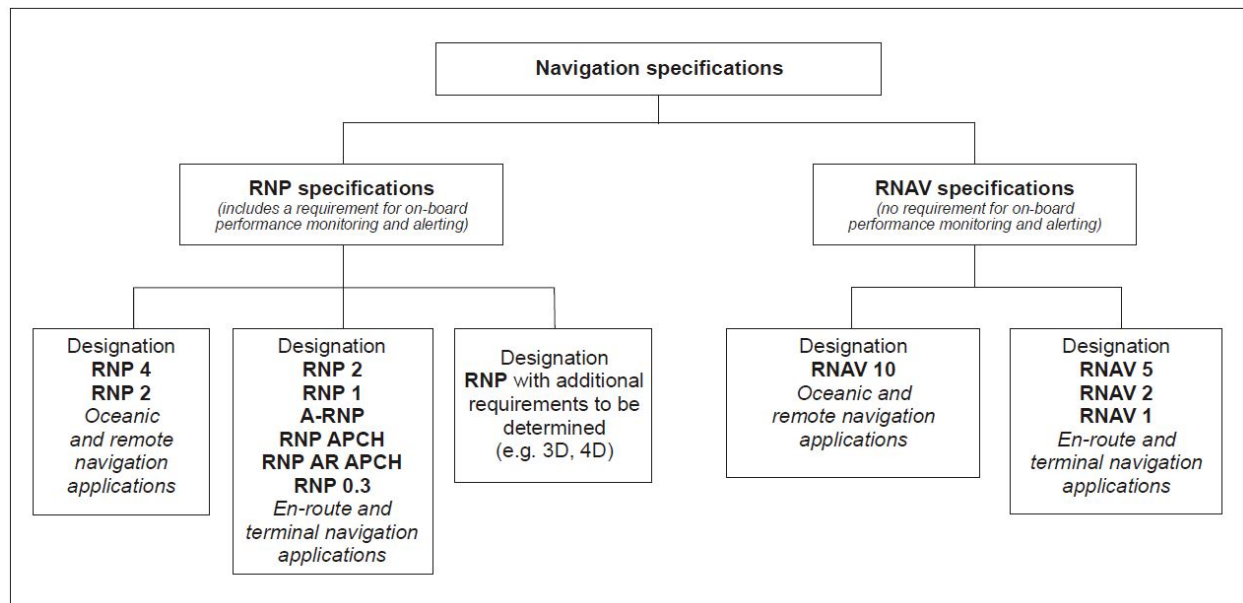 Navigation specifications
RNP specifications
(includes a requirement for on-board
performance monitoring and alerting)
RNAV specifications
(no requirement for on-board
performance monitoring and alerting)
Designation
RNP 4
RNP 2
Oceanic
and remote
navigation
applications
Designation
RNP 2
RNP 1
A-RNP
RNP APCH
RNP AR APCH
RNP 0.3
En-route and
terminal navigation
applications
Designation
RNP with additional
requirements to be
determined
(e.g. 3D, 4D)
Designation
RNAV 10
Oceanic and
remote navigation
applications
Designation
RNAV 5
RNAV 2
RNAV 1
En-route and
terminal navigation
applications